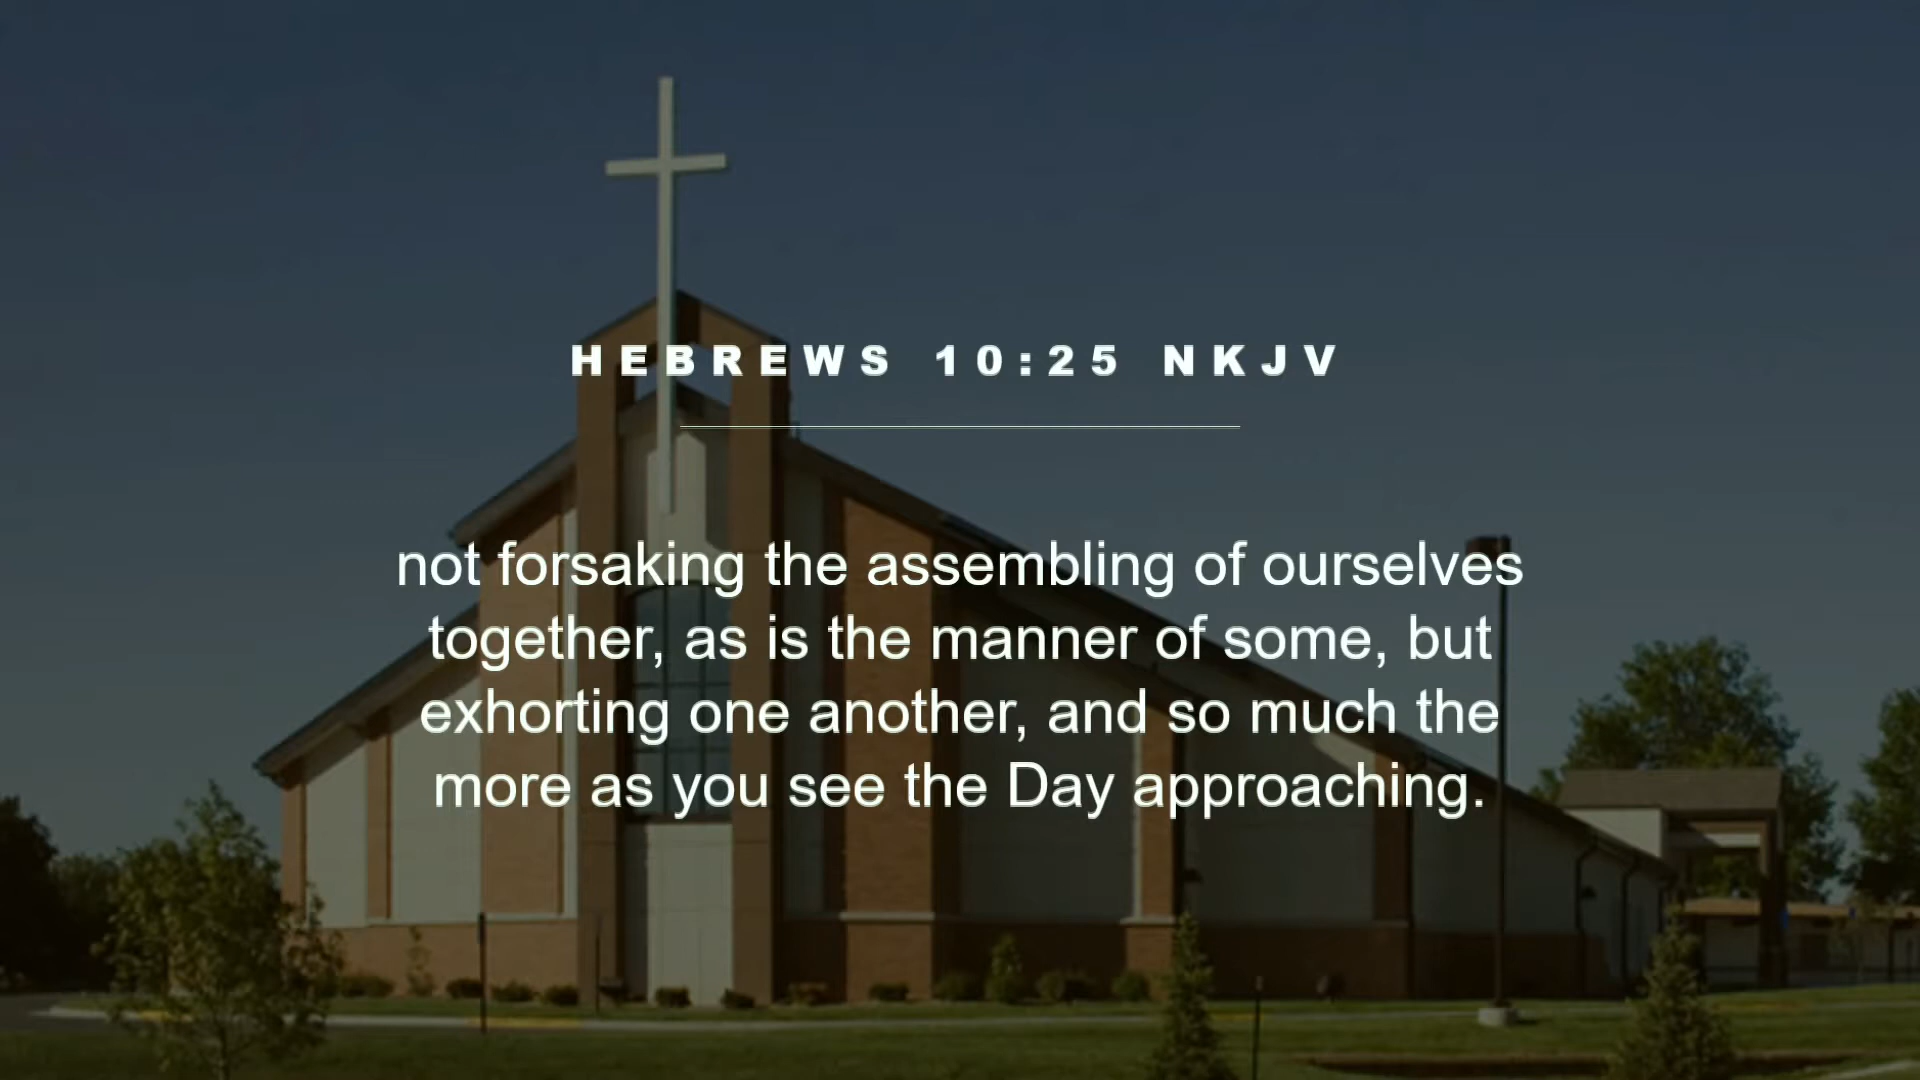 HEBREWS 10:25 NKJV
not forsaking the assembling of ourselves
together, as is the manner of some, but
exhorting one another, and so much the
more as you see the Day approaching.